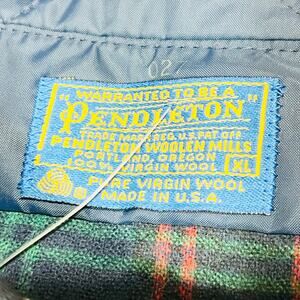 02
WARRANTED TO BE A
"PENDLETON"
TRADE MARK REG. U.S. PAT. OFF.
PENDLETON WOOLEN MILLS
PORTLAND, OREGON
100% VIRGIN WOOL
XL
PURE VIRGIN WOOL
MADE IN U.S.A.